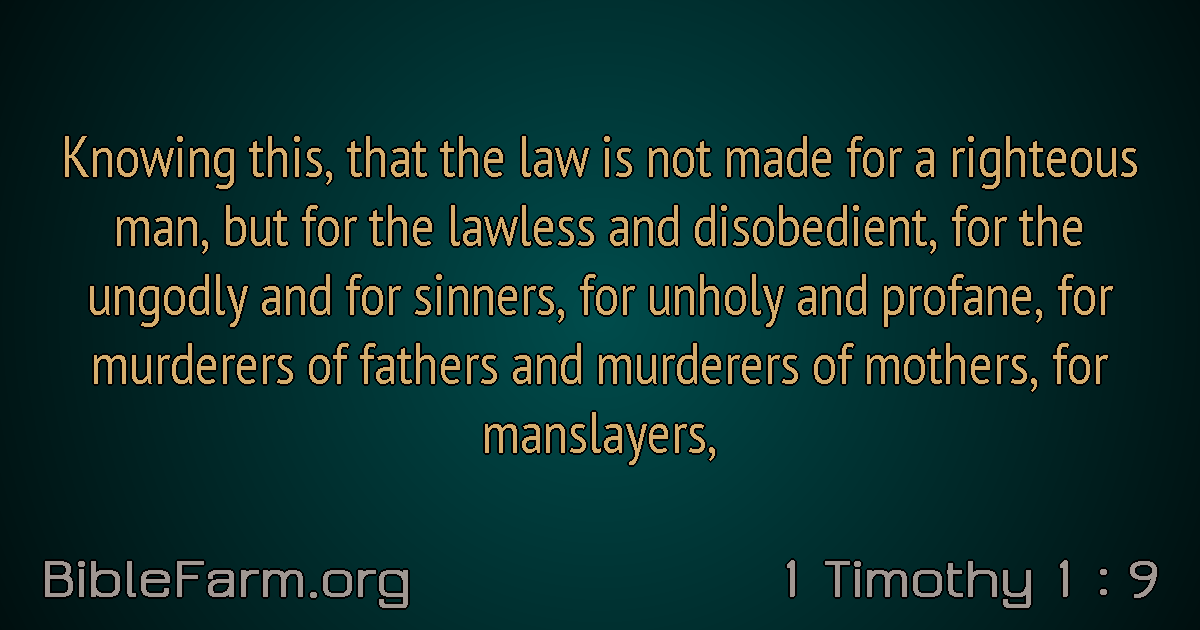 Knowing this, that the law is not made for a righteous
man, but for the lawless and disobedient, for the
ungodly and for sinners, for unholy and profane, for
murderers of fathers and murderers of mothers, for
manslayers,
BibleFarm.org
1 Timothy 1 : 9